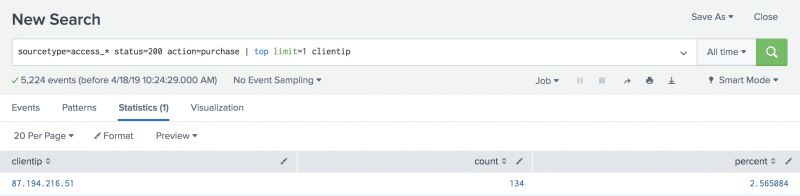 New Search
Save As Close
sourcetype=access_* status=200 action=purchase | top limit=1 clientip
All time
5,224 events (before 4/18/19 10:24:29.000 AM) No Event Sampling Job Smart Mode
Events Patterns Statistics (1) Visualization
20 Per Page Format Preview
clientip count percent
87.194.216.51 134 2.565084